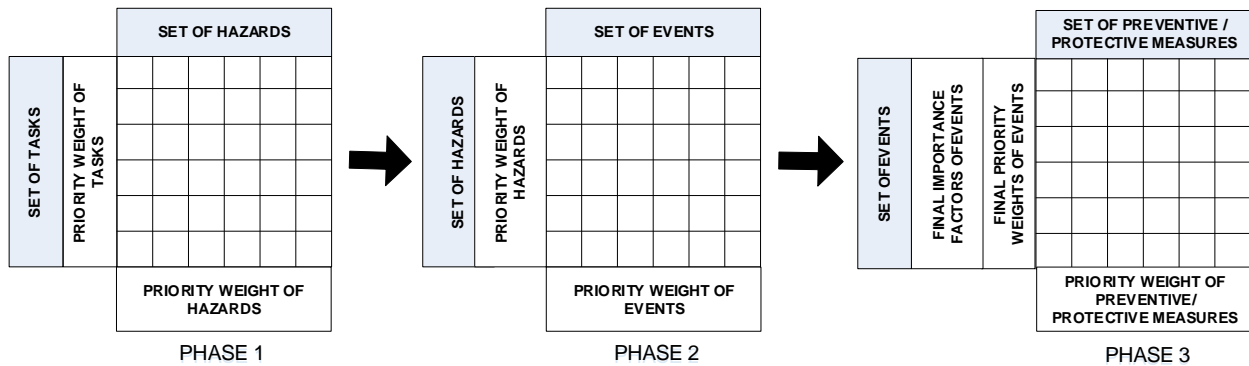 SET OF HAZARDS
SET OF TASKS
PRIORITY WEIGHT OF
TASKS
PRIORITY WEIGHT OF
HAZARDS
PHASE 1
SET OF EVENTS
SET OF HAZARDS
PRIORITY WEIGHT OF
HAZARDS
PRIORITY WEIGHT OF
EVENTS
PHASE 2
SET OF PREVENTIVE /
PROTECTIVE MEASURES
SET OFEVENTS
FINAL IMPORTANCE
FACTORS OFEVENTS
FINAL PRIORITY
WEIGHTS OF EVENTS
PRIORITY WEIGHT OF
PREVENTIVE/
PROTECTIVE MEASURES
PHASE 3